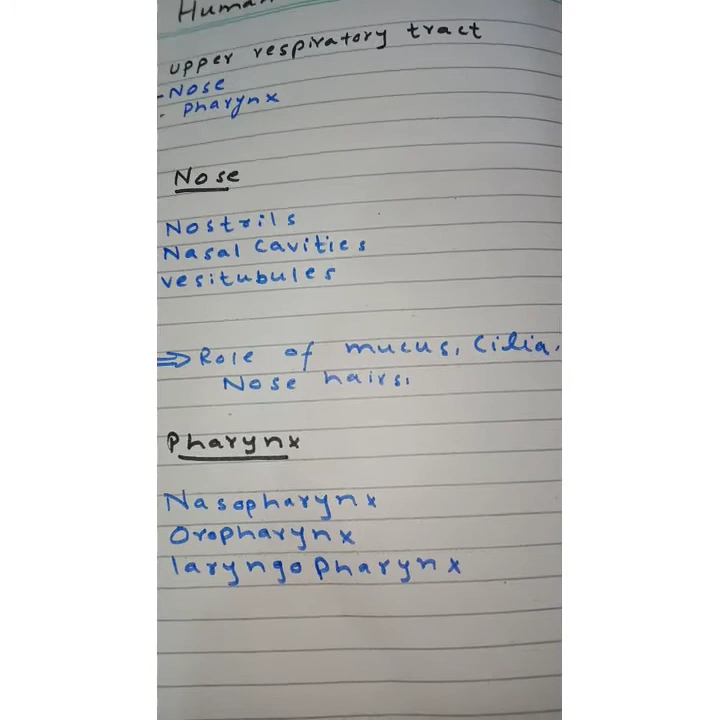 Human
upper respiratory tract
- Nose
- Pharynx
Nose
Nostrils
Nasal Cavities
vesitubules
⇒ Role of mucus, Cilia,
Nose hairs,
Pharynx
Nasopharynx
Oropharynx
laryngopharynx